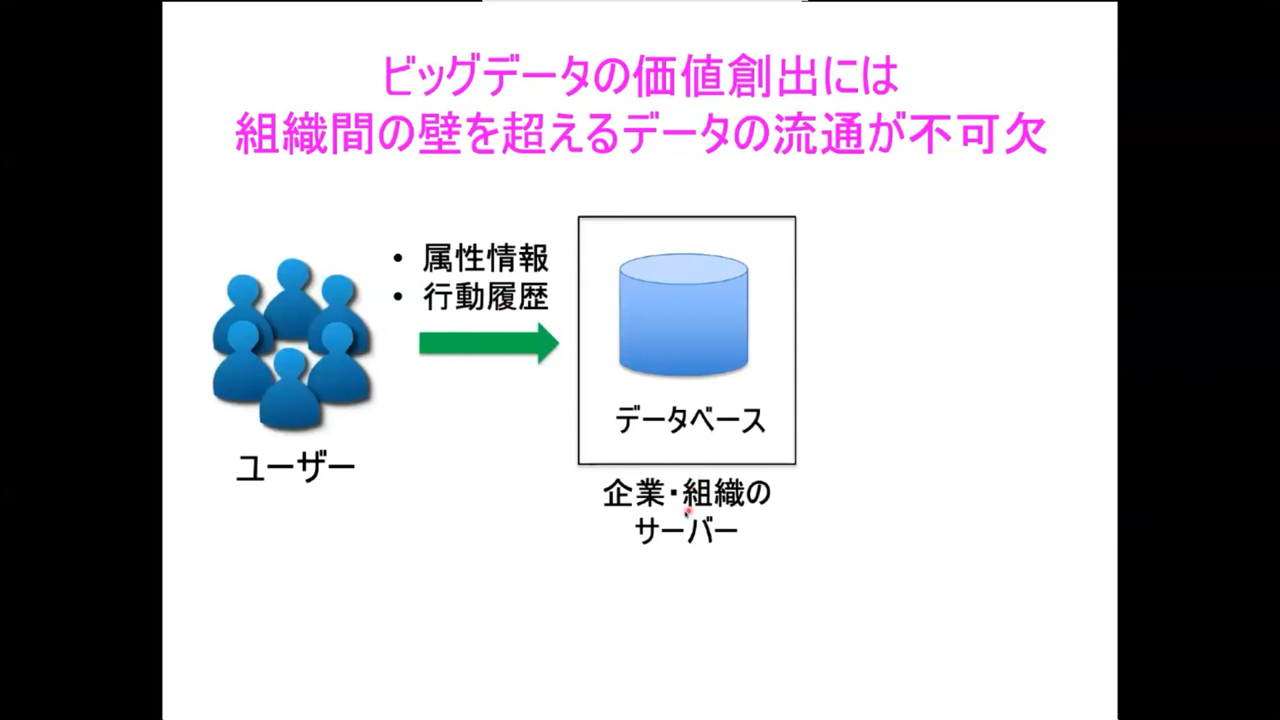 ビッグデータの価値創出には
組織間の壁を超えるデータの流通が不可欠
• 属性情報
• 行動履歴
データベース
ユーザー
企業・組織の
サーバー